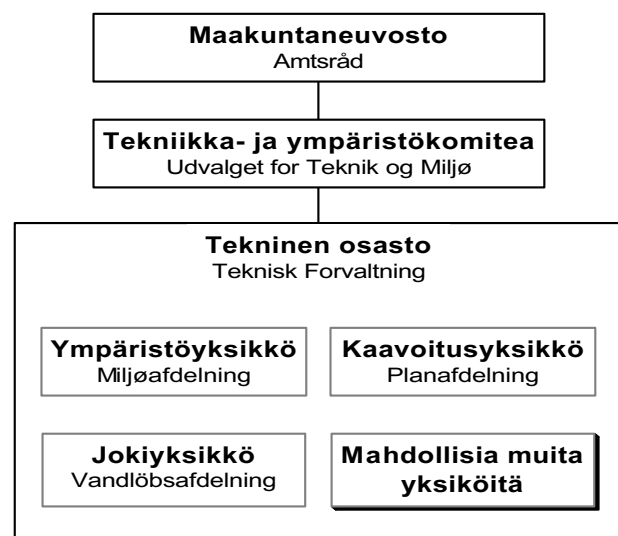 Maakuntaneuvosto
Amtsråd
Tekniikka- ja ympäristökomitea
Udvalget for Teknik og Miljø
Tekninen osasto
Teknisk Forvaltning
Ympäristöyksikkö
Miljøafdelning
Kaavoitusyksikkö
Planafdelning
Jokiyksikkö
Vandlöbsafdelning
Mahdollisia muita
yksiköitä